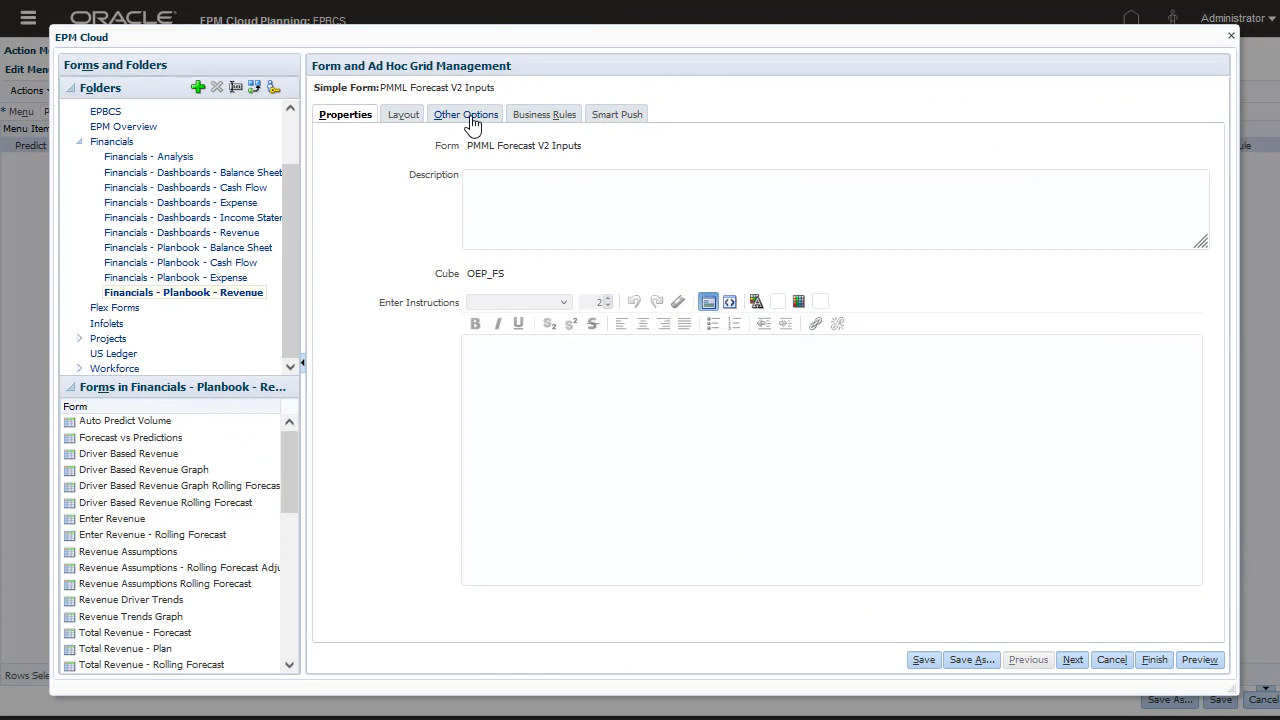 ORACLE
EPM Cloud Planning: EPBCS
Administrator
EPM Cloud
Action M
Edit Men
Actions
* Menu
Menu Item
Predict
Rows Sele
Forms and Folders
Folders
EPBCS
EPM Overview
Financials
Financials - Analysis
Financials - Dashboards - Balance Sheet
Financials - Dashboards - Cash Flow
Financials - Dashboards - Expense
Financials - Dashboards - Income Stater
Financials - Dashboards - Revenue
Financials - Planbook - Balance Sheet
Financials - Planbook - Cash Flow
Financials - Planbook - Expense
Financials - Planbook - Revenue
Flex Forms
Infolets
Projects
US Ledger
Workforce
Forms in Financials - Planbook - Re...
Form
Auto Predict Volume
Forecast vs Predictions
Driver Based Revenue
Driver Based Revenue Graph
Driver Based Revenue Graph Rolling Forecas
Driver Based Revenue Rolling Forecast
Enter Revenue
Enter Revenue - Rolling Forecast
Revenue Assumptions
Revenue Assumptions - Rolling Forecast Adju
Revenue Assumptions Rolling Forecast
Revenue Driver Trends
Revenue Trends Graph
Total Revenue - Forecast
Total Revenue - Plan
Total Revenue - Rolling Forecast
Form and Ad Hoc Grid Management
Simple Form: PMML Forecast V2 Inputs
Properties Layout Other Options Business Rules Smart Push
Form PMML Forecast V2 Inputs
Description
Cube OEP_FS
Enter Instructions 2
B I U S2 S2 S
Save Save As... Previous Next Cancel Finish Preview
ule
Save As... Save Cancel